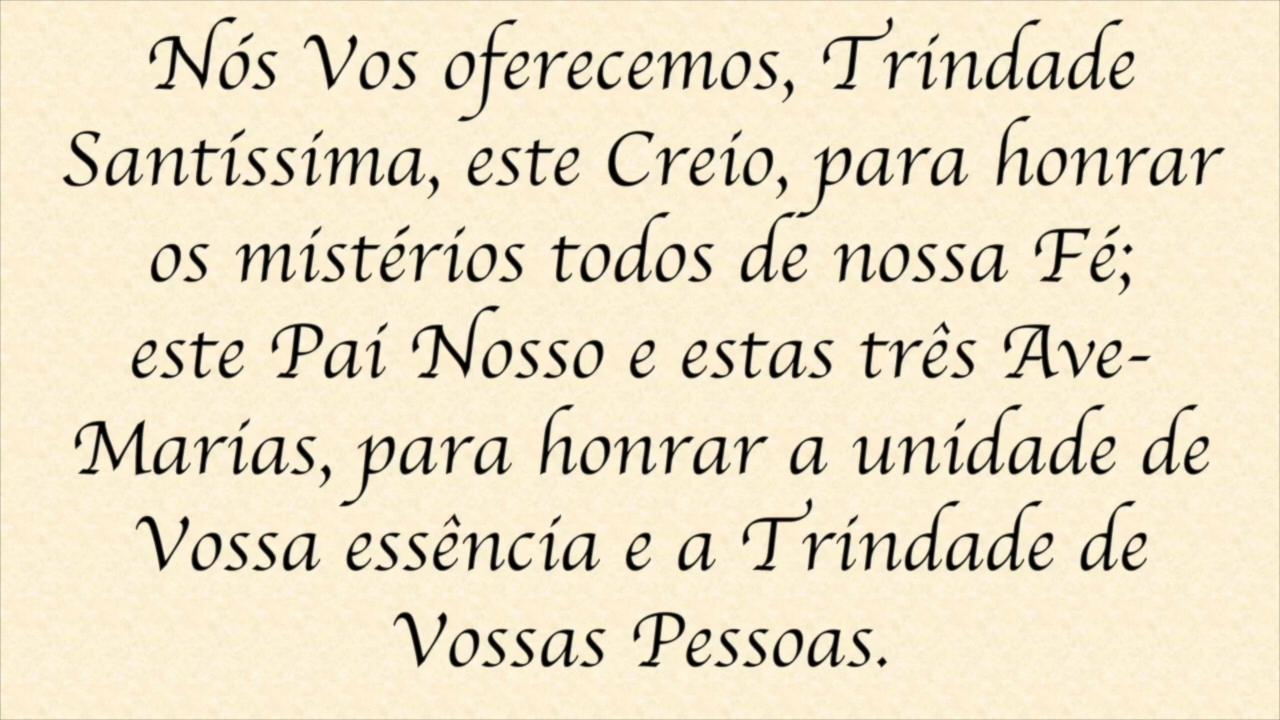 Nós Vos oferecemos, Trindade
Santíssima, este Creio, para honrar
os mistérios todos de nossa Fé;
este Pai Nosso e estas três Ave-
Marias, para honrar a unidade de
Vossa essência e a Trindade de
Vossas Pessoas.